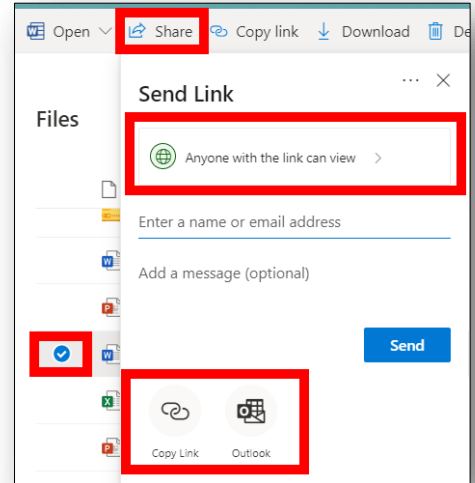 Open Share Copy link Download De
Send Link
Files
Anyone with the link can view
Enter a name or email address
Add a message (optional)
Send
Copy Link Outlook